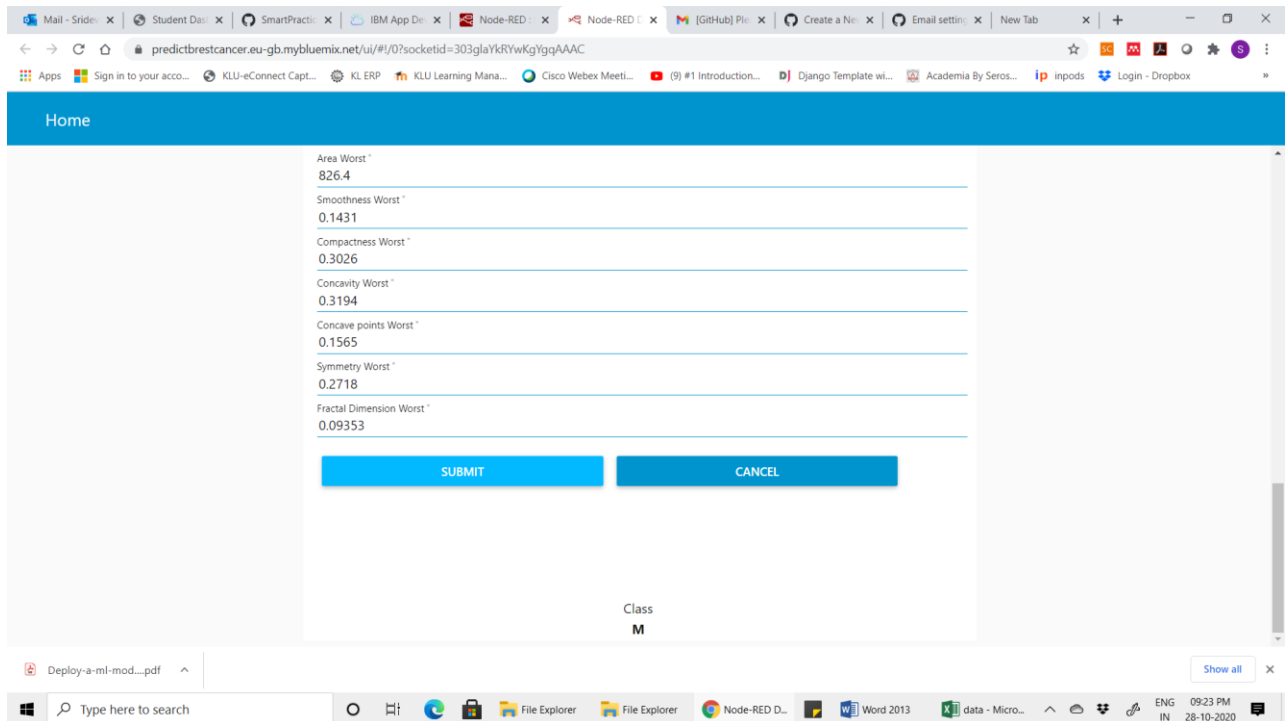 Mail - Sridev
Student Das
SmartPractic
IBM App De
Node-RED :
Node-RED D
[GitHub] Ple
Create a Ne
Email setting
New Tab
predictbrestcancer.eu-gb.mybluemix.net/ui/#!/0?socketid=303glaYkRYwKgYgqAAAC
Apps
Sign in to your acco...
KLU-eConnect Capt...
KL ERP
KLU Learning Mana...
Cisco Webex Meeti...
(9) #1 Introduction...
Django Template wi...
Academia By Seros...
inpods
Login - Dropbox
Home
Area Worst *
826.4
Smoothness Worst *
0.1431
Compactness Worst *
0.3026
Concavity Worst *
0.3194
Concave points Worst *
0.1565
Symmetry Worst *
0.2718
Fractal Dimension Worst *
0.09353
SUBMIT
CANCEL
Class
M
Deploy-a-ml-mod....pdf
Show all
Type here to search
File Explorer
File Explorer
Node-RED D...
Word 2013
data - Micro...
ENG
IN
09:23 PM
28-10-2020